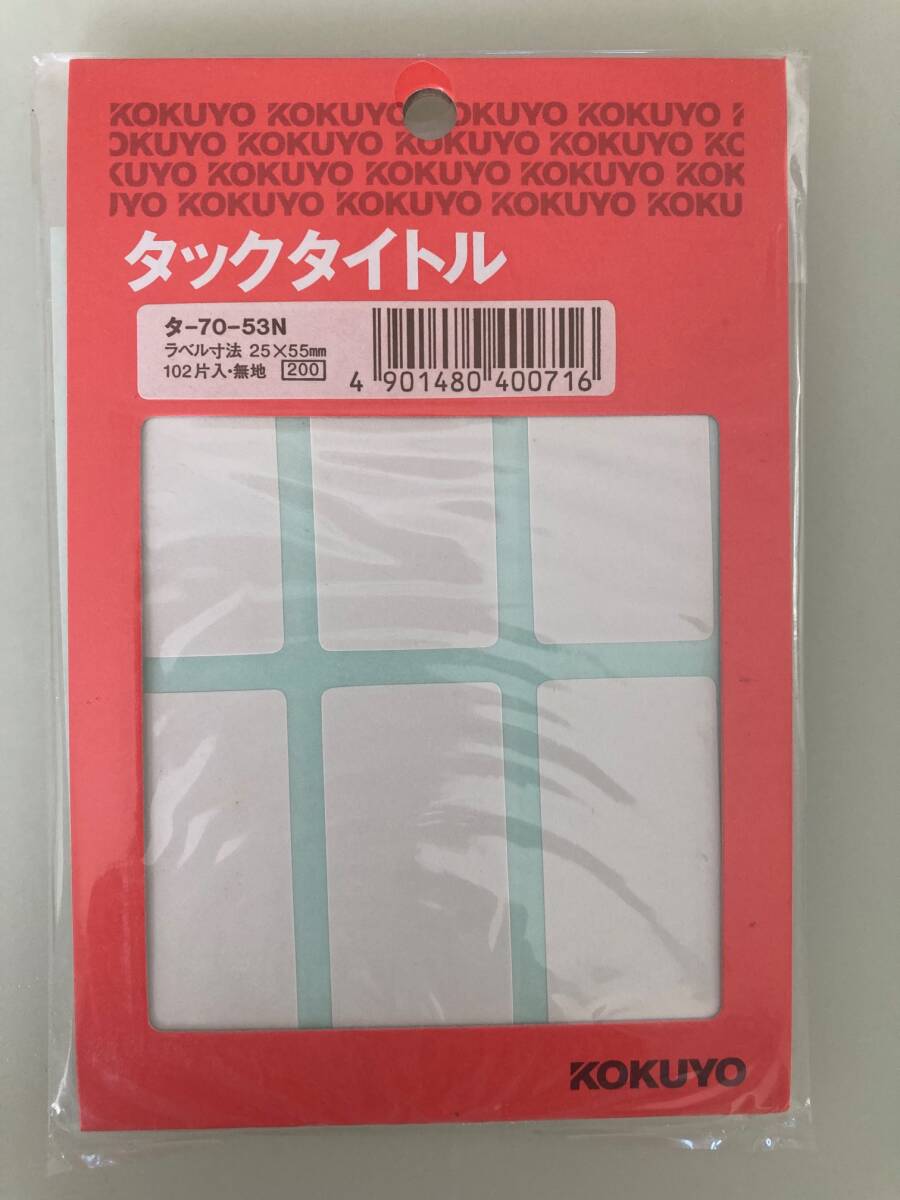 KOKUYO KOKUYO KOKUYO KOKUYO K
OKUYO KOKUYO KOKUYO KOKUYO KC
KUYO KOKUYO KOKUYO KOKUYO KOK
UYO KOKUYO KOKUYO KOKUYO KOKU
タックタイトル
タ-70-53N
ラベル寸法 25×55mm
102片入・無地 200
4 901480 400716
KOKUYO